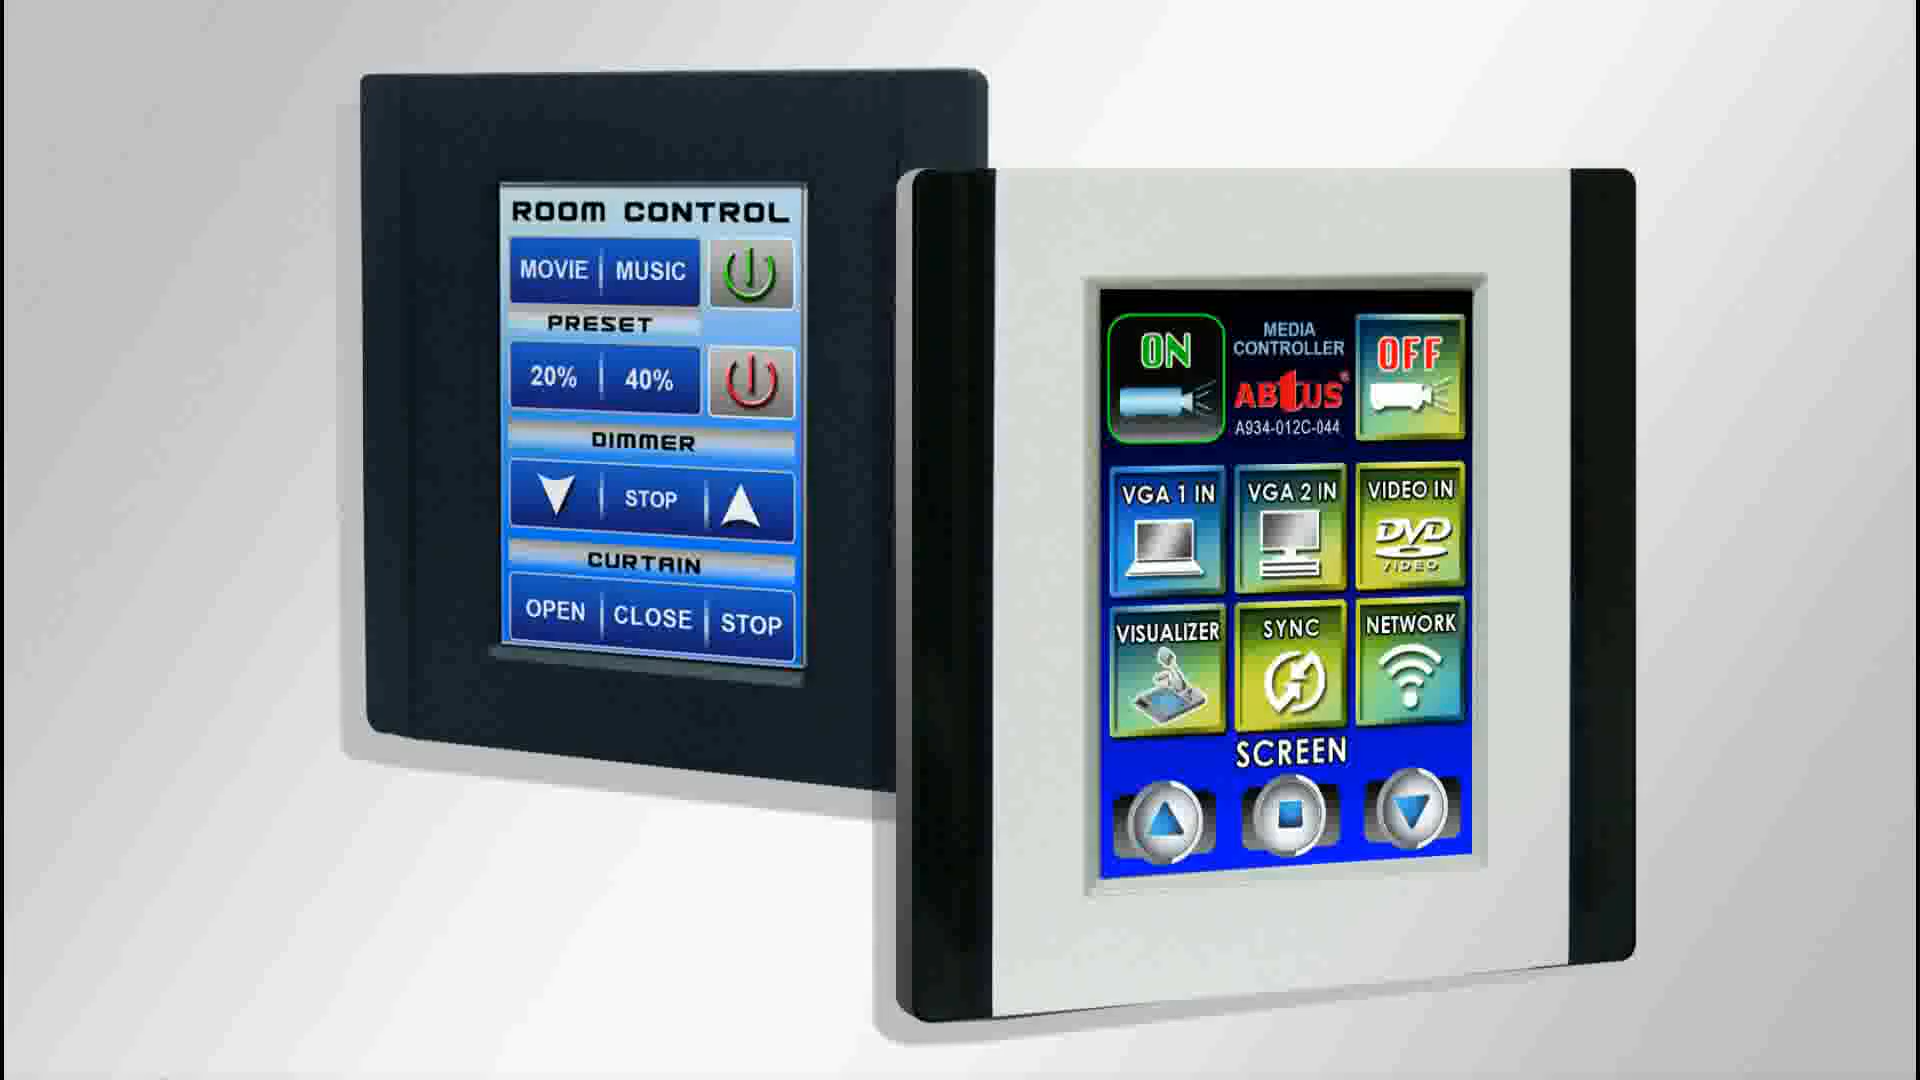 ROOM CONTROL
MOVIE MUSIC
PRESET
20% 40%
DIMMER
STOP
CURTAIN
OPEN CLOSE STOP
ON
MEDIA
CONTROLLER
ABtUS®
A934-012C-044
OFF
VGA 1 IN
VGA 2 IN
VIDEO IN
DVD
VIDEO
VISUALIZER
SYNC
NETWORK
SCREEN